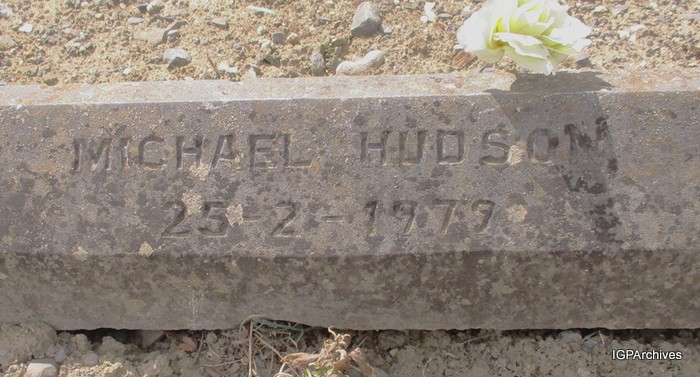 MICHAEL HUDSON
25-2-1979
IGPArchives